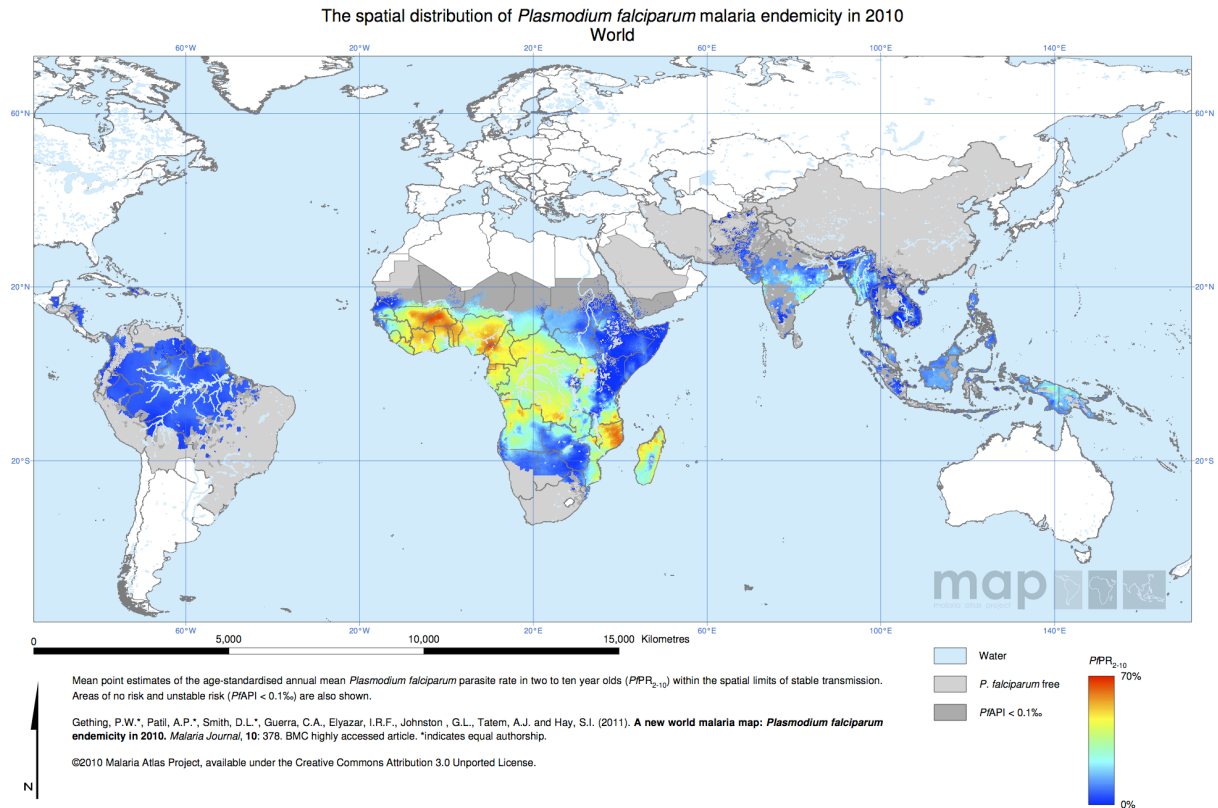 The spatial distribution of Plasmodium falciparum malaria endemicity in 2010
World
60°W 20°W 20°E 60°E 100°E 140°E
60°N 60°N
20°N 20°N
20°S 20°S
map
malaria atlas project
60°W 20°W 20°E 60°E 100°E 140°E
0 5,000 10,000 15,000 Kilometres
Water
P. falciparum free
PfAPI < 0.1‰
PfPR2-10
70%
0%
Mean point estimates of the age-standardised annual mean Plasmodium falciparum parasite rate in two to ten year olds (PfPR2-10) within the spatial limits of stable transmission.
Areas of no risk and unstable risk (PfAPI < 0.1‰) are also shown.
Gething, P.W.*, Patil, A.P.*, Smith, D.L.*, Guerra, C.A., Elyazar, I.R.F., Johnston , G.L., Tatem, A.J. and Hay, S.I. (2011). A new world malaria map: Plasmodium falciparum
endemicity in 2010. Malaria Journal, 10: 378. BMC highly accessed article. *indicates equal authorship.
©2010 Malaria Atlas Project, available under the Creative Commons Attribution 3.0 Unported License.
N